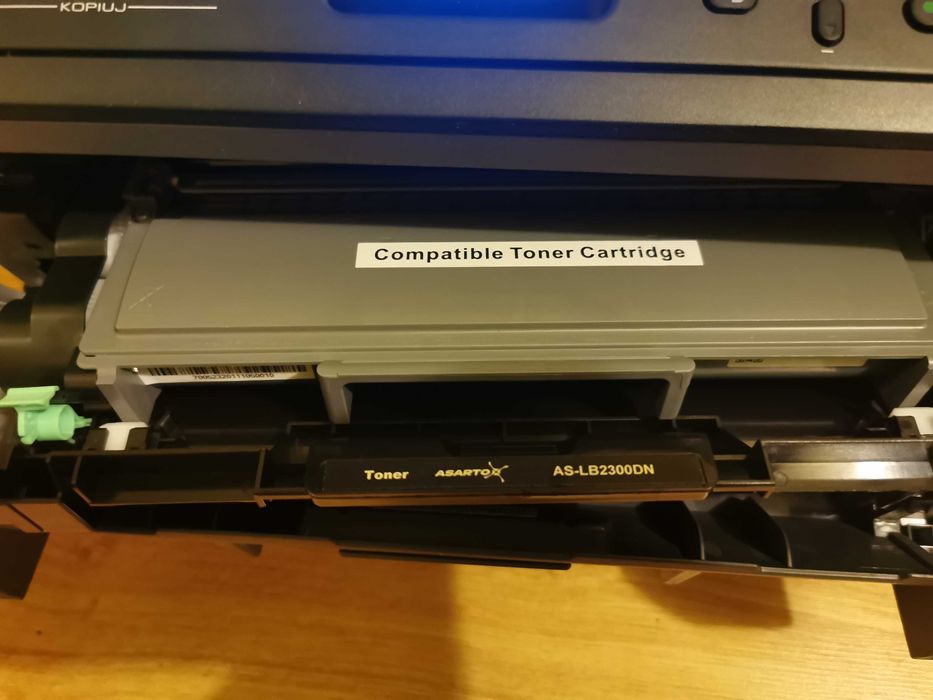 KOPIUJ
Compatible Toner Cartridge
Toner ASARTO AS-LB2300DN